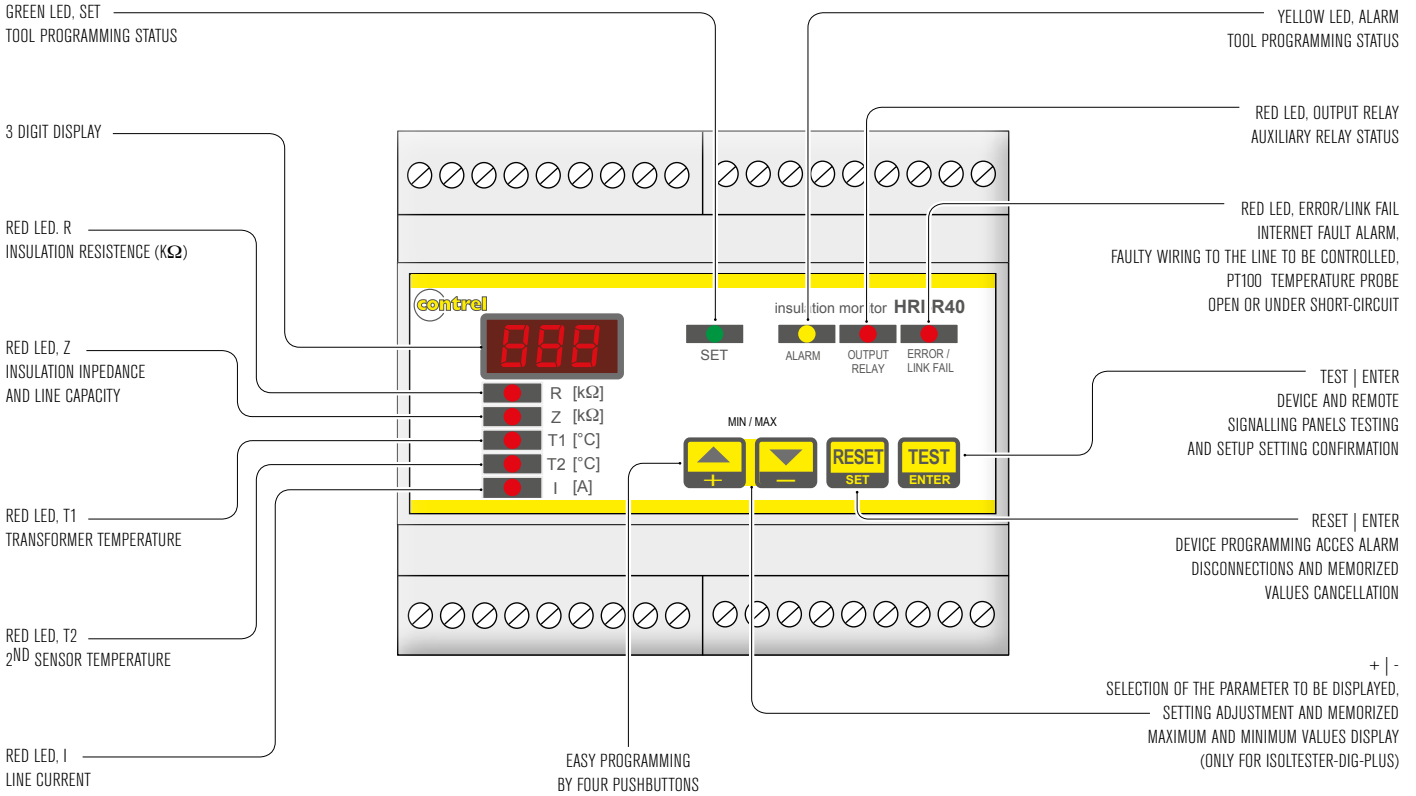 GREEN LED, SET
TOOL PROGRAMMING STATUS
3 DIGIT DISPLAY
RED LED. R
INSULATION RESISTENCE (KΩ)
RED LED, Z
INSULATION INPEDANCE
AND LINE CAPACITY
RED LED, T1
TRANSFORMER TEMPERATURE
RED LED, T2
2ND SENSOR TEMPERATURE
RED LED, I
LINE CURRENT
contrel
insulation monitor HRI R40
888
SET
ALARM
OUTPUT
RELAY
ERROR /
LINK FAIL
R [kΩ]
Z [kΩ]
T1 [°C]
T2 [°C]
I [A]
MIN / MAX
+
−
RESET
SET
TEST
ENTER
EASY PROGRAMMING
BY FOUR PUSHBUTTONS
YELLOW LED, ALARM
TOOL PROGRAMMING STATUS
RED LED, OUTPUT RELAY
AUXILIARY RELAY STATUS
RED LED, ERROR/LINK FAIL
INTERNET FAULT ALARM,
FAULTY WIRING TO THE LINE TO BE CONTROLLED,
PT100 TEMPERATURE PROBE
OPEN OR UNDER SHORT-CIRCUIT
TEST | ENTER
DEVICE AND REMOTE
SIGNALLING PANELS TESTING
AND SETUP SETTING CONFIRMATION
RESET | ENTER
DEVICE PROGRAMMING ACCES ALARM
DISCONNECTIONS AND MEMORIZED
VALUES CANCELLATION
+ | -
SELECTION OF THE PARAMETER TO BE DISPLAYED,
SETTING ADJUSTMENT AND MEMORIZED
MAXIMUM AND MINIMUM VALUES DISPLAY
(ONLY FOR ISOLTESTER-DIG-PLUS)